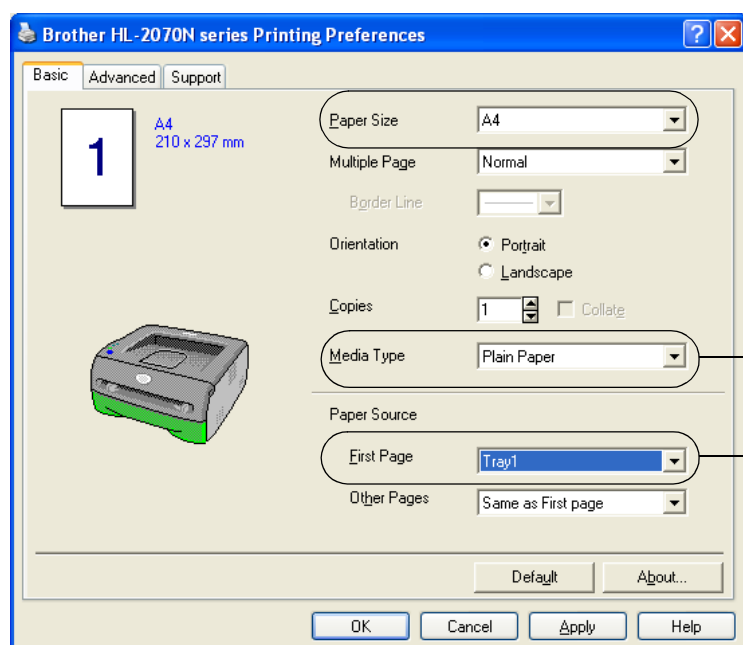 Brother HL-2070N series Printing Preferences
Basic Advanced Support
1
A4
210 x 297 mm
Paper Size A4
Multiple Page Normal
Border Line
Orientation Portrait
Landscape
Copies 1 Collate
Media Type Plain Paper
Paper Source
First Page Tray1
Other Pages Same as First page
Default About...
OK Cancel Apply Help